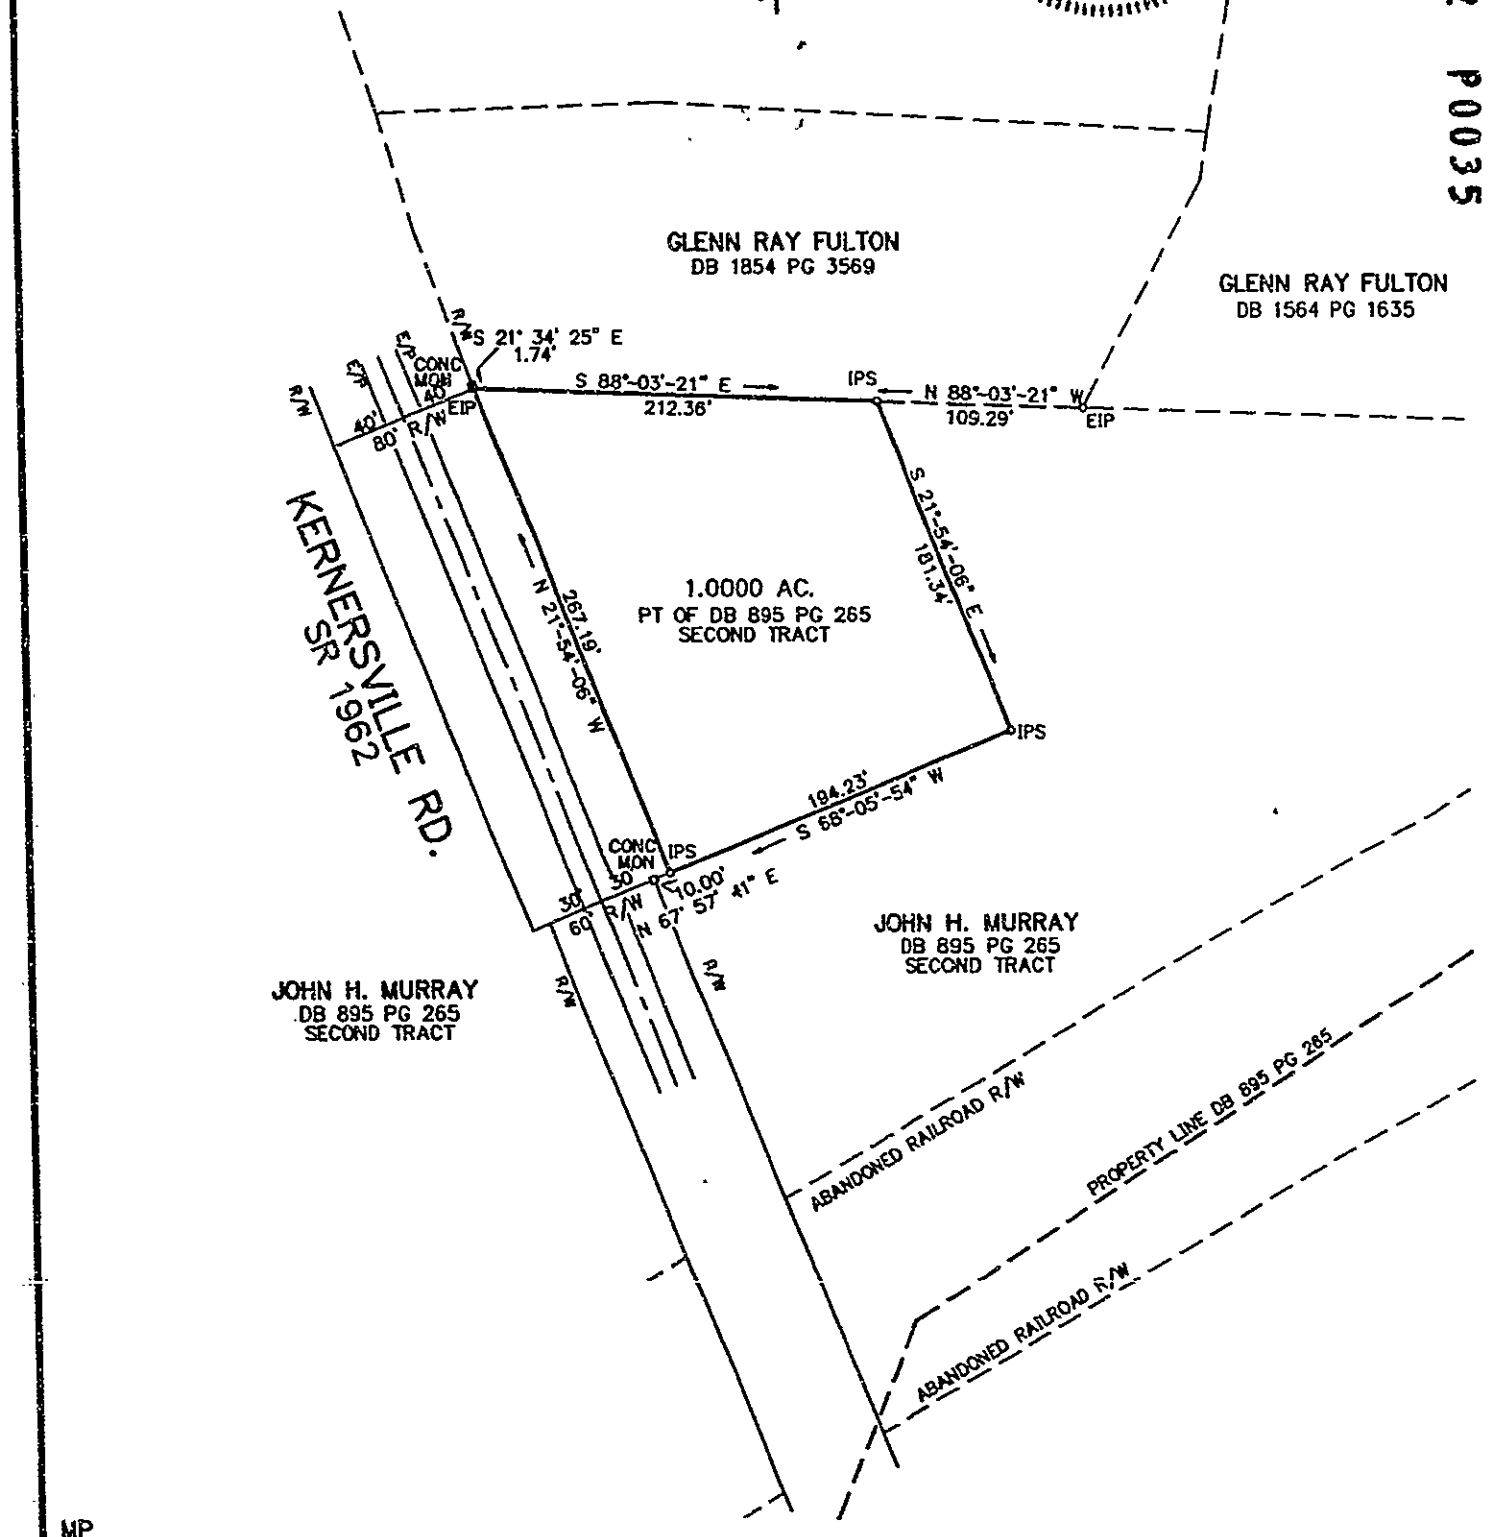 P0035
GLENN RAY FULTON
DB 1854 PG 3569
GLENN RAY FULTON
DB 1564 PG 1635
R/W
S 21° 34' 25" E
1.74'
E/P
E/P
CONC
MON
R/W
40'
EIP
40'
80' R/W
S 88°-03'-21" E
212.36'
IPS
N 88°-03'-21" W
109.29'
EIP
S 21°-54'-06" E
181.34'
KERNERSVILLE RD.
SR 1962
267.19'
N 21°-54'-06" W
1.0000 AC.
PT OF DB 895 PG 265
SECOND TRACT
IPS
194.23'
S 68°-05'-54" W
CONC
MON
IPS
30'
30'
60' R/W
10.00'
N 67° 57' 41" E
JOHN H. MURRAY
DB 895 PG 265
SECOND TRACT
R/W
R/W
JOHN H. MURRAY
DB 895 PG 265
SECOND TRACT
ABANDONED RAILROAD R/W
PROPERTY LINE DB 895 PG 265
ABANDONED RAILROAD R/W
MP